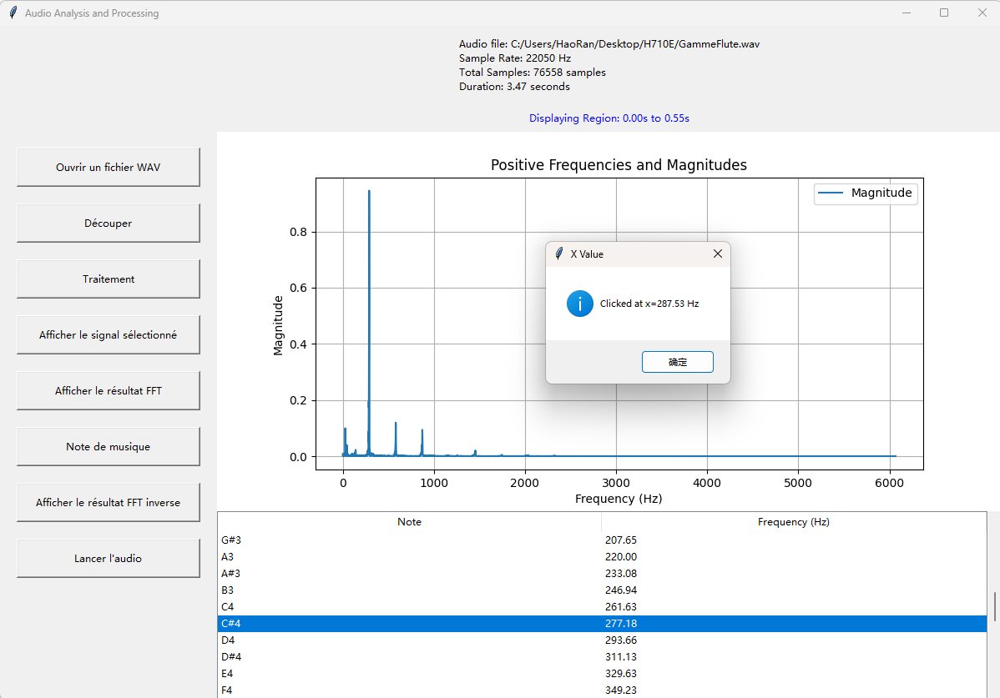 Audio Analysis and Processing
Audio file: C:/Users/HaoRan/Desktop/H710E/GammeFlute.wav
Sample Rate: 22050 Hz
Total Samples: 76558 samples
Duration: 3.47 seconds
Displaying Region: 0.00s to 0.55s
Ouvrir un fichier WAV
Découper
Traitement
Afficher le signal sélectionné
Afficher le résultat FFT
Note de musique
Afficher le résultat FFT inverse
Lancer l'audio
Positive Frequencies and Magnitudes
Magnitude
X Value
Clicked at x=287.53 Hz
确定
Magnitude
0.8
0.6
0.4
0.2
0.0
0 1000 2000 3000 4000 5000 6000
Frequency (Hz)
Note Frequency (Hz)
G#3 207.65
A3 220.00
A#3 233.08
B3 246.94
C4 261.63
C#4 277.18
D4 293.66
D#4 311.13
E4 329.63
F4 349.23